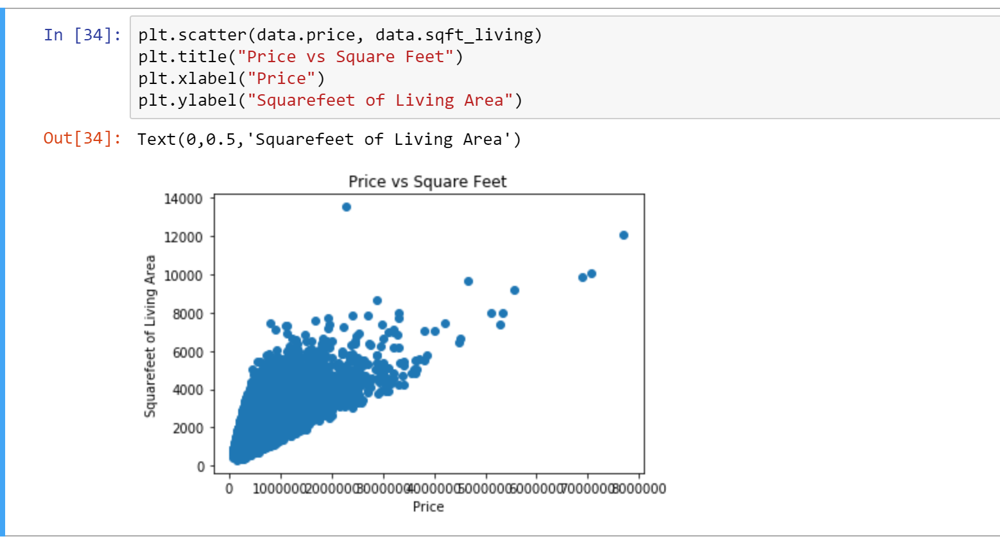 In [34]: plt.scatter(data.price, data.sqft_living)
plt.title("Price vs Square Feet")
plt.xlabel("Price")
plt.ylabel("Squarefeet of Living Area")
Out[34]: Text(0,0.5,'Squarefeet of Living Area')
Price vs Square Feet
14000
12000
10000
8000
6000
4000
2000
0
Squarefeet of Living Area
0 1000000 2000000 3000000 4000000 5000000 6000000 7000000 8000000
Price